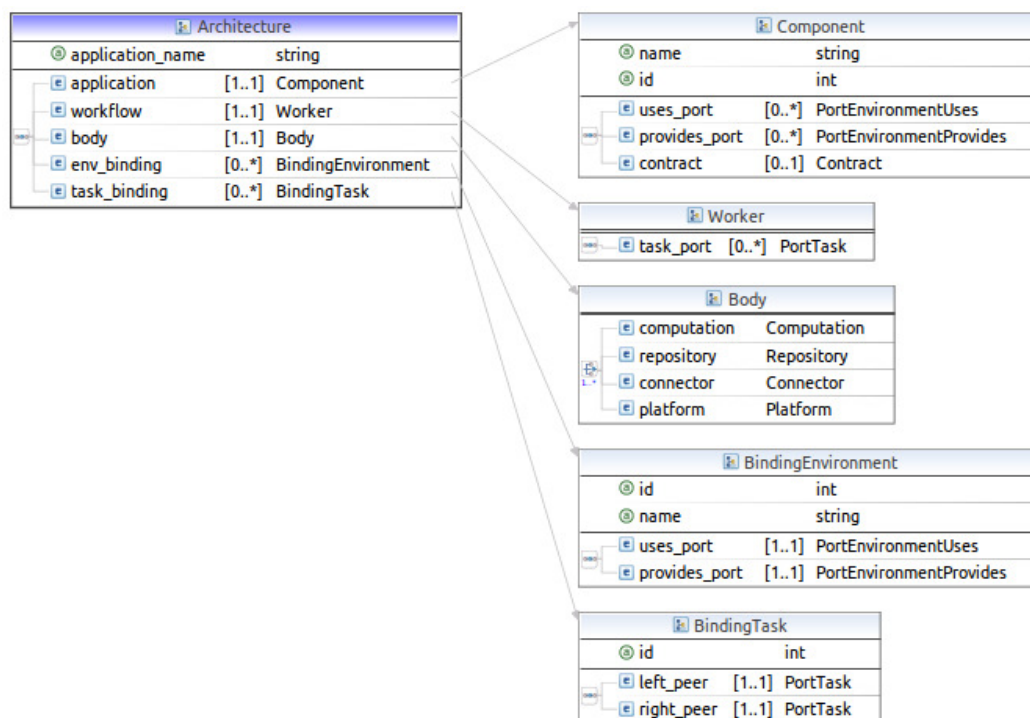 Architecture
application_name string
application [1..1] Component
workflow [1..1] Worker
body [1..1] Body
env_binding [0..*] BindingEnvironment
task_binding [0..*] BindingTask
Component
name string
id int
uses_port [0..*] PortEnvironmentUses
provides_port [0..*] PortEnvironmentProvides
contract [0..1] Contract
Worker
task_port [0..*] PortTask
Body
1..*
computation Computation
repository Repository
connector Connector
platform Platform
BindingEnvironment
id int
name string
uses_port [1..1] PortEnvironmentUses
provides_port [1..1] PortEnvironmentProvides
BindingTask
id int
left_peer [1..1] PortTask
right_peer [1..1] PortTask